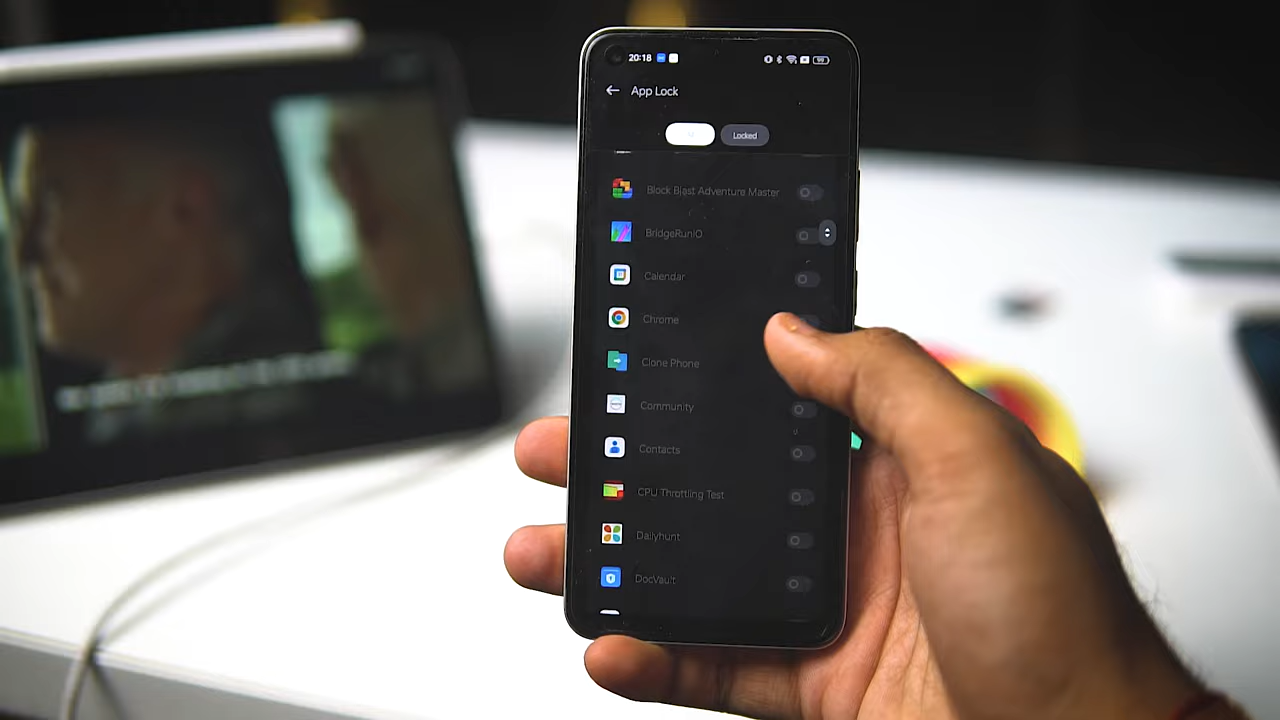 20:18
99
App Lock
Locked
Block Blast Adventure Master
BridgeRunIO
Calendar
Chrome
Clone Phone
Community
Contacts
CPU Throttling Test
Dailyhunt
DocVault